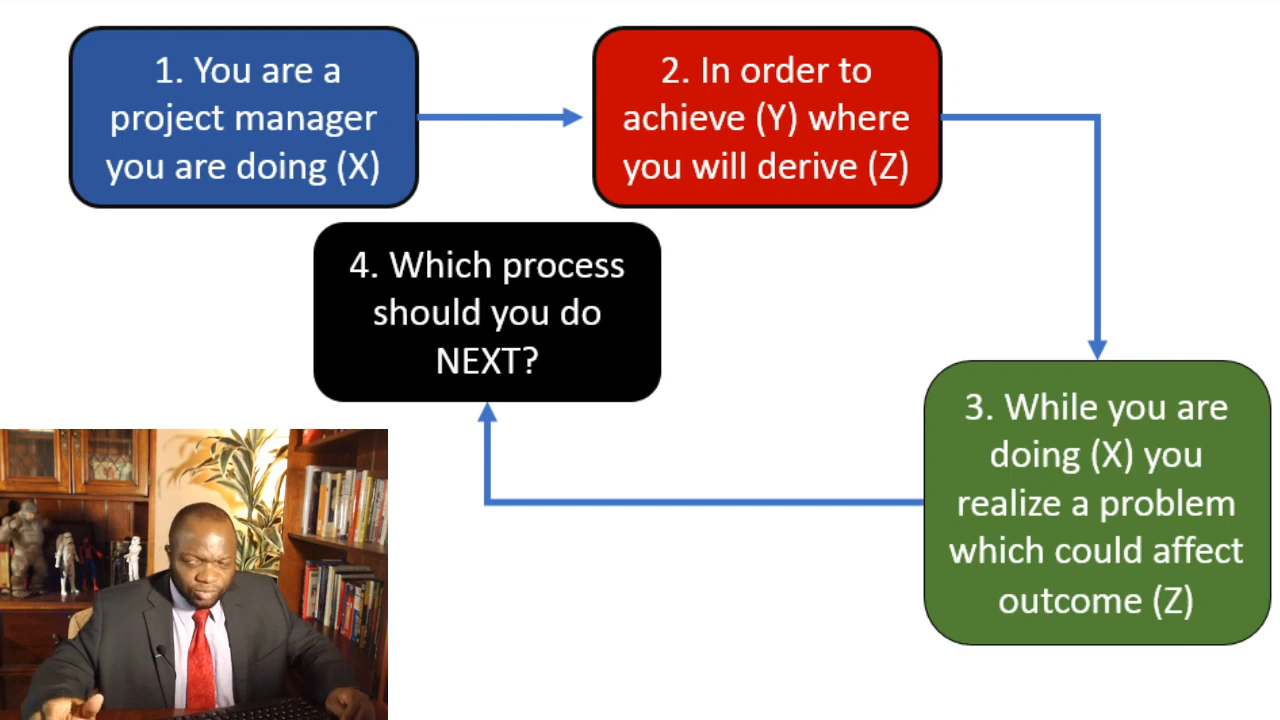 1. You are a
project manager
you are doing (X)
2. In order to
achieve (Y) where
you will derive (Z)
3. While you are
doing (X) you
realize a problem
which could affect
outcome (Z)
4. Which process
should you do
NEXT?